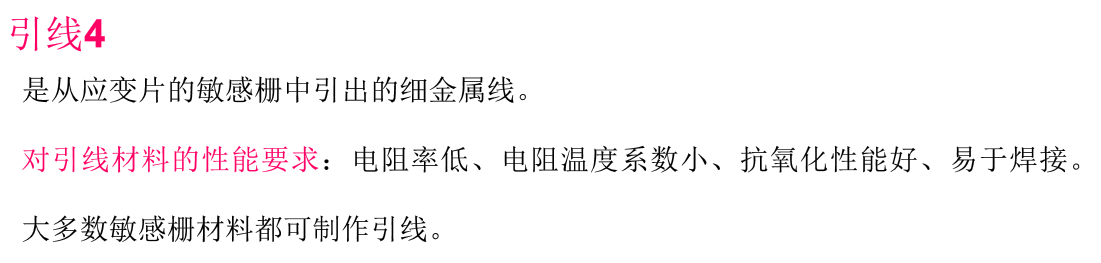 引线4
是从应变片的敏感栅中引出的细金属线。
对引线材料的性能要求：电阻率低、电阻温度系数小、抗氧化性能好、易于焊接。
大多数敏感栅材料都可制作引线。